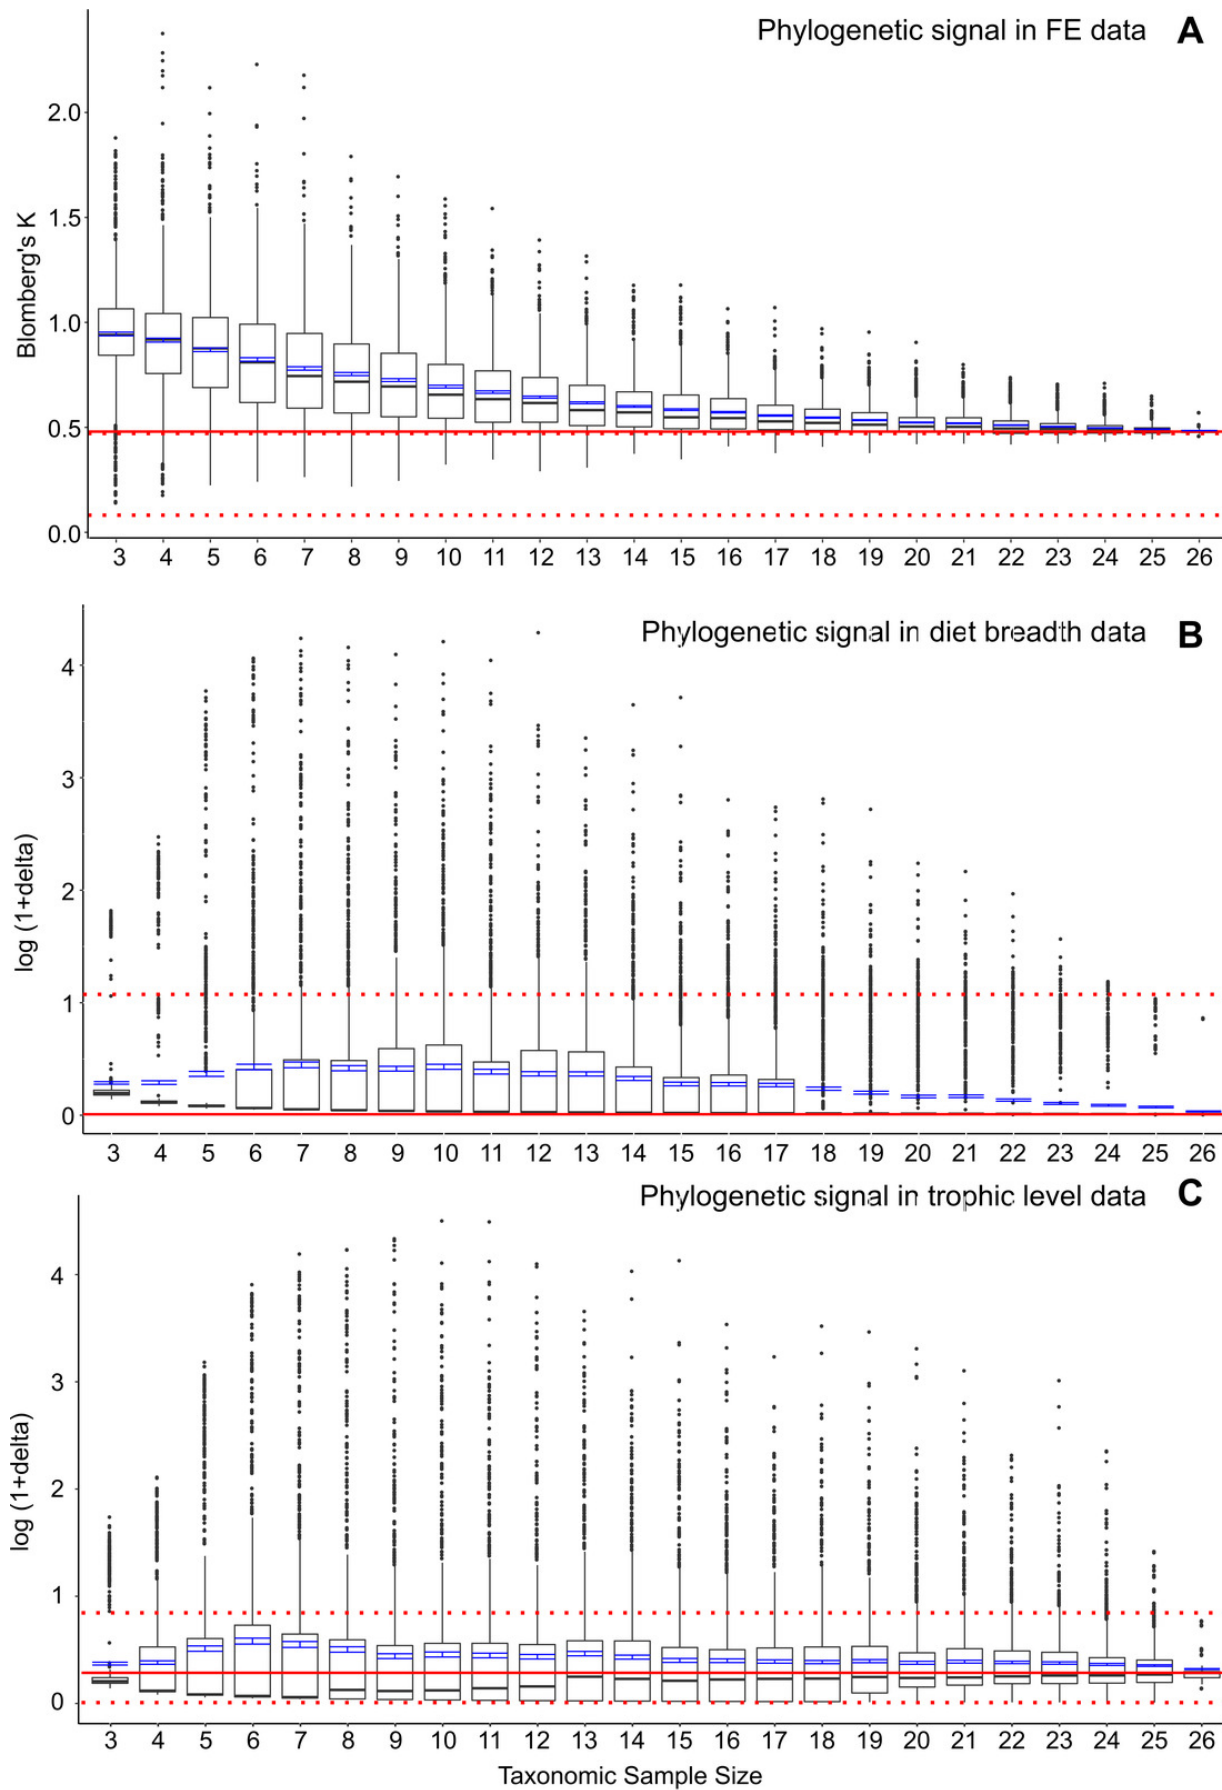 Phylogenetic signal in FE data A
Blomberg's K
2.0
1.5
1.0
0.5
0.0
3 4 5 6 7 8 9 10 11 12 13 14 15 16 17 18 19 20 21 22 23 24 25 26
Phylogenetic signal in diet breadth data B
log (1+delta)
4
3
2
1
0
3 4 5 6 7 8 9 10 11 12 13 14 15 16 17 18 19 20 21 22 23 24 25 26
Phylogenetic signal in trophic level data C
log (1+delta)
4
3
2
1
0
3 4 5 6 7 8 9 10 11 12 13 14 15 16 17 18 19 20 21 22 23 24 25 26
Taxonomic Sample Size